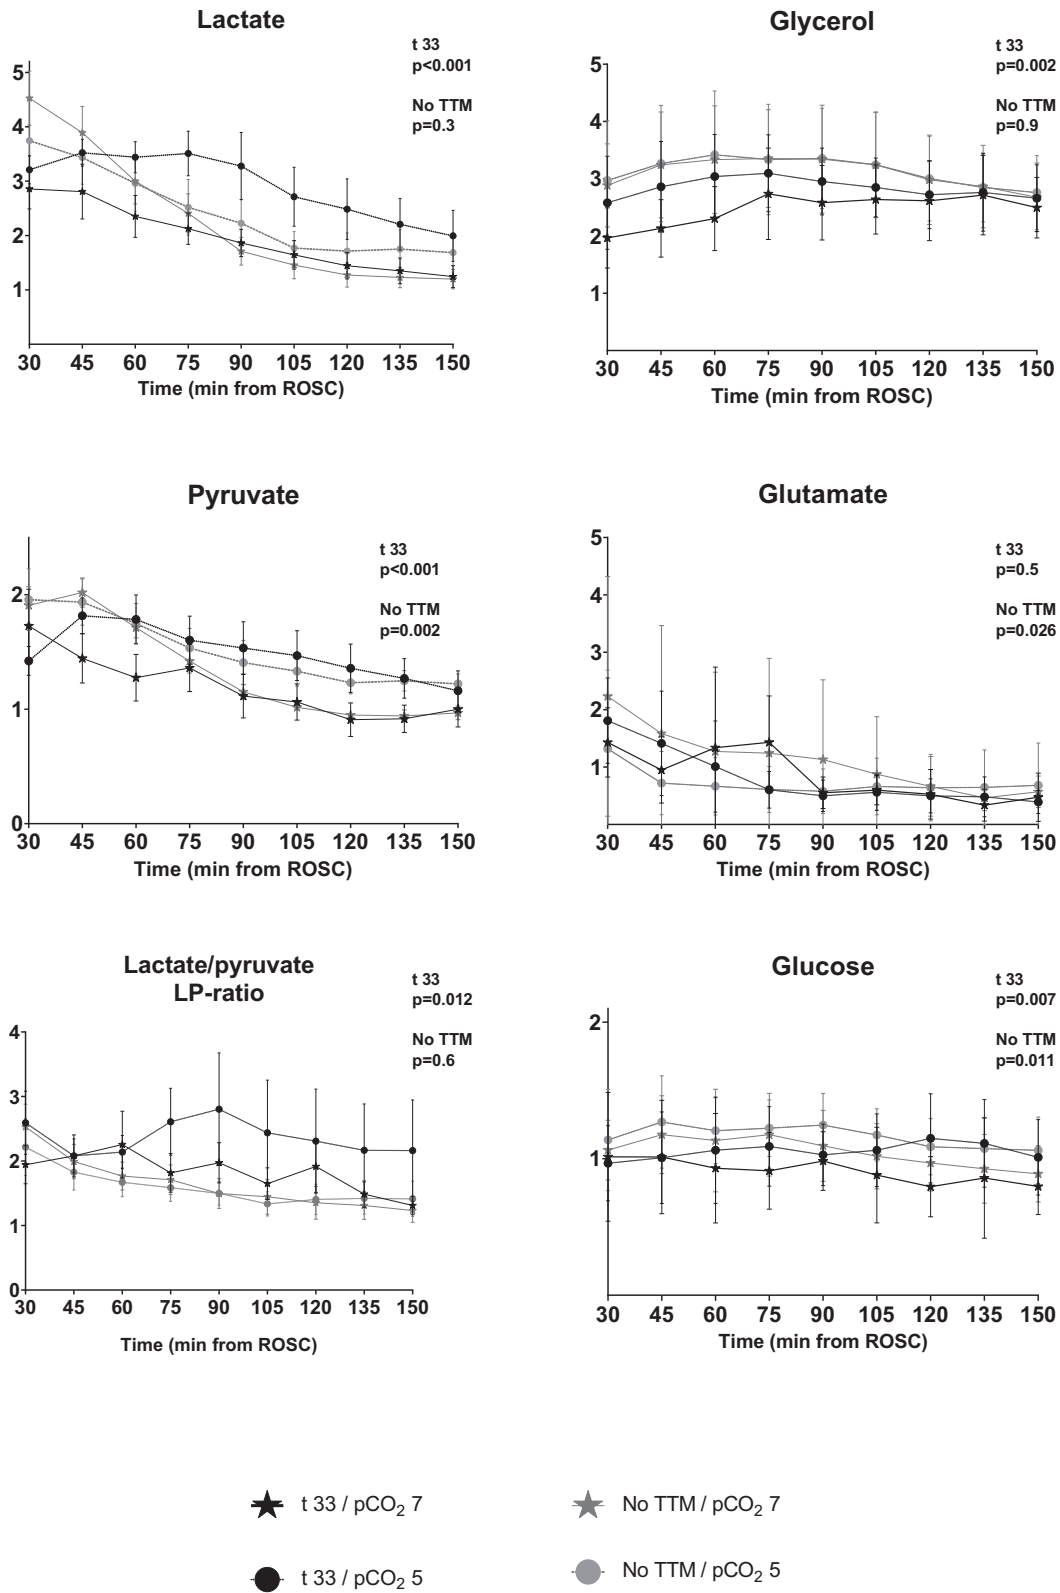 Lactate
t 33
p<0.001
No TTM
p=0.3
5
4
3
2
1
30 45 60 75 90 105 120 135 150
Time (min from ROSC)
Glycerol
t 33
p=0.002
No TTM
p=0.9
5
4
3
2
1
30 45 60 75 90 105 120 135 150
Time (min from ROSC)
Pyruvate
t 33
p<0.001
No TTM
p=0.002
2
1
0
30 45 60 75 90 105 120 135 150
Time (min from ROSC)
Glutamate
t 33
p=0.5
No TTM
p=0.026
5
4
3
2
1
30 45 60 75 90 105 120 135 150
Time (min from ROSC)
Lactate/pyruvate
LP-ratio
t 33
p=0.012
No TTM
p=0.6
4
3
2
1
0
30 45 60 75 90 105 120 135 150
Time (min from ROSC)
Glucose
t 33
p=0.007
No TTM
p=0.011
2
1
30 45 60 75 90 105 120 135 150
Time (min from ROSC)
t 33 / pCO2 7
No TTM / pCO2 7
t 33 / pCO2 5
No TTM / pCO2 5